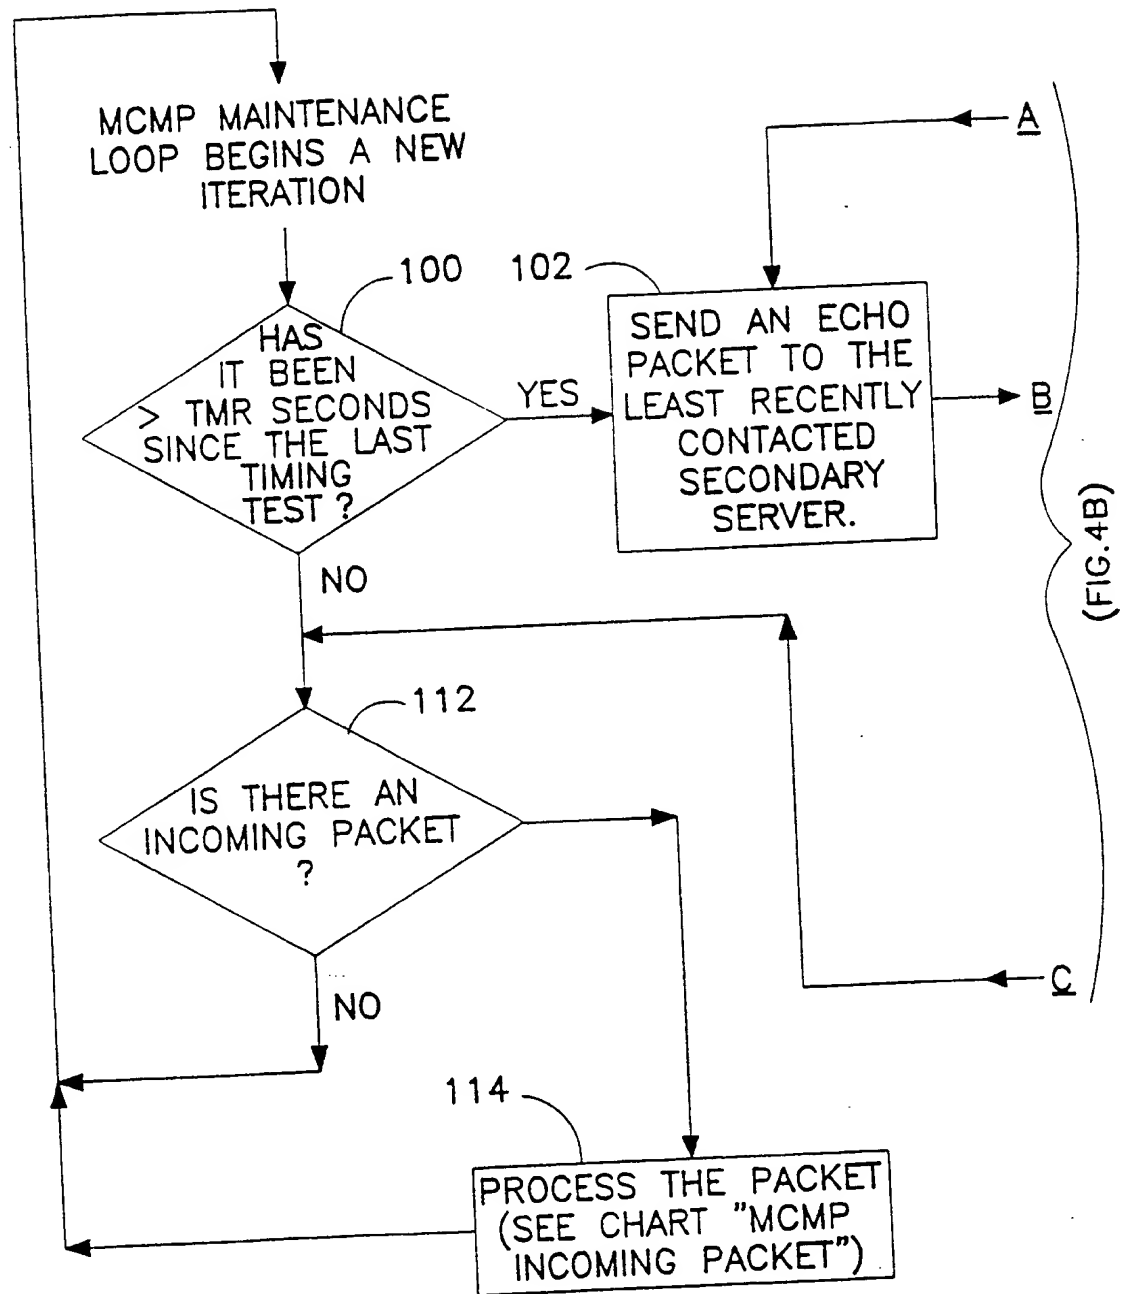 MCMP MAINTENANCE
LOOP BEGINS A NEW
ITERATION
A
100
102
HAS
IT BEEN
> TMR SECONDS
SINCE THE LAST
TIMING
TEST ?
YES
SEND AN ECHO
PACKET TO THE
LEAST RECENTLY
CONTACTED
SECONDARY
SERVER.
B
(FIG.4B)
NO
112
IS THERE AN
INCOMING PACKET
?
C
NO
114
PROCESS THE PACKET
(SEE CHART "MCMP
INCOMING PACKET")